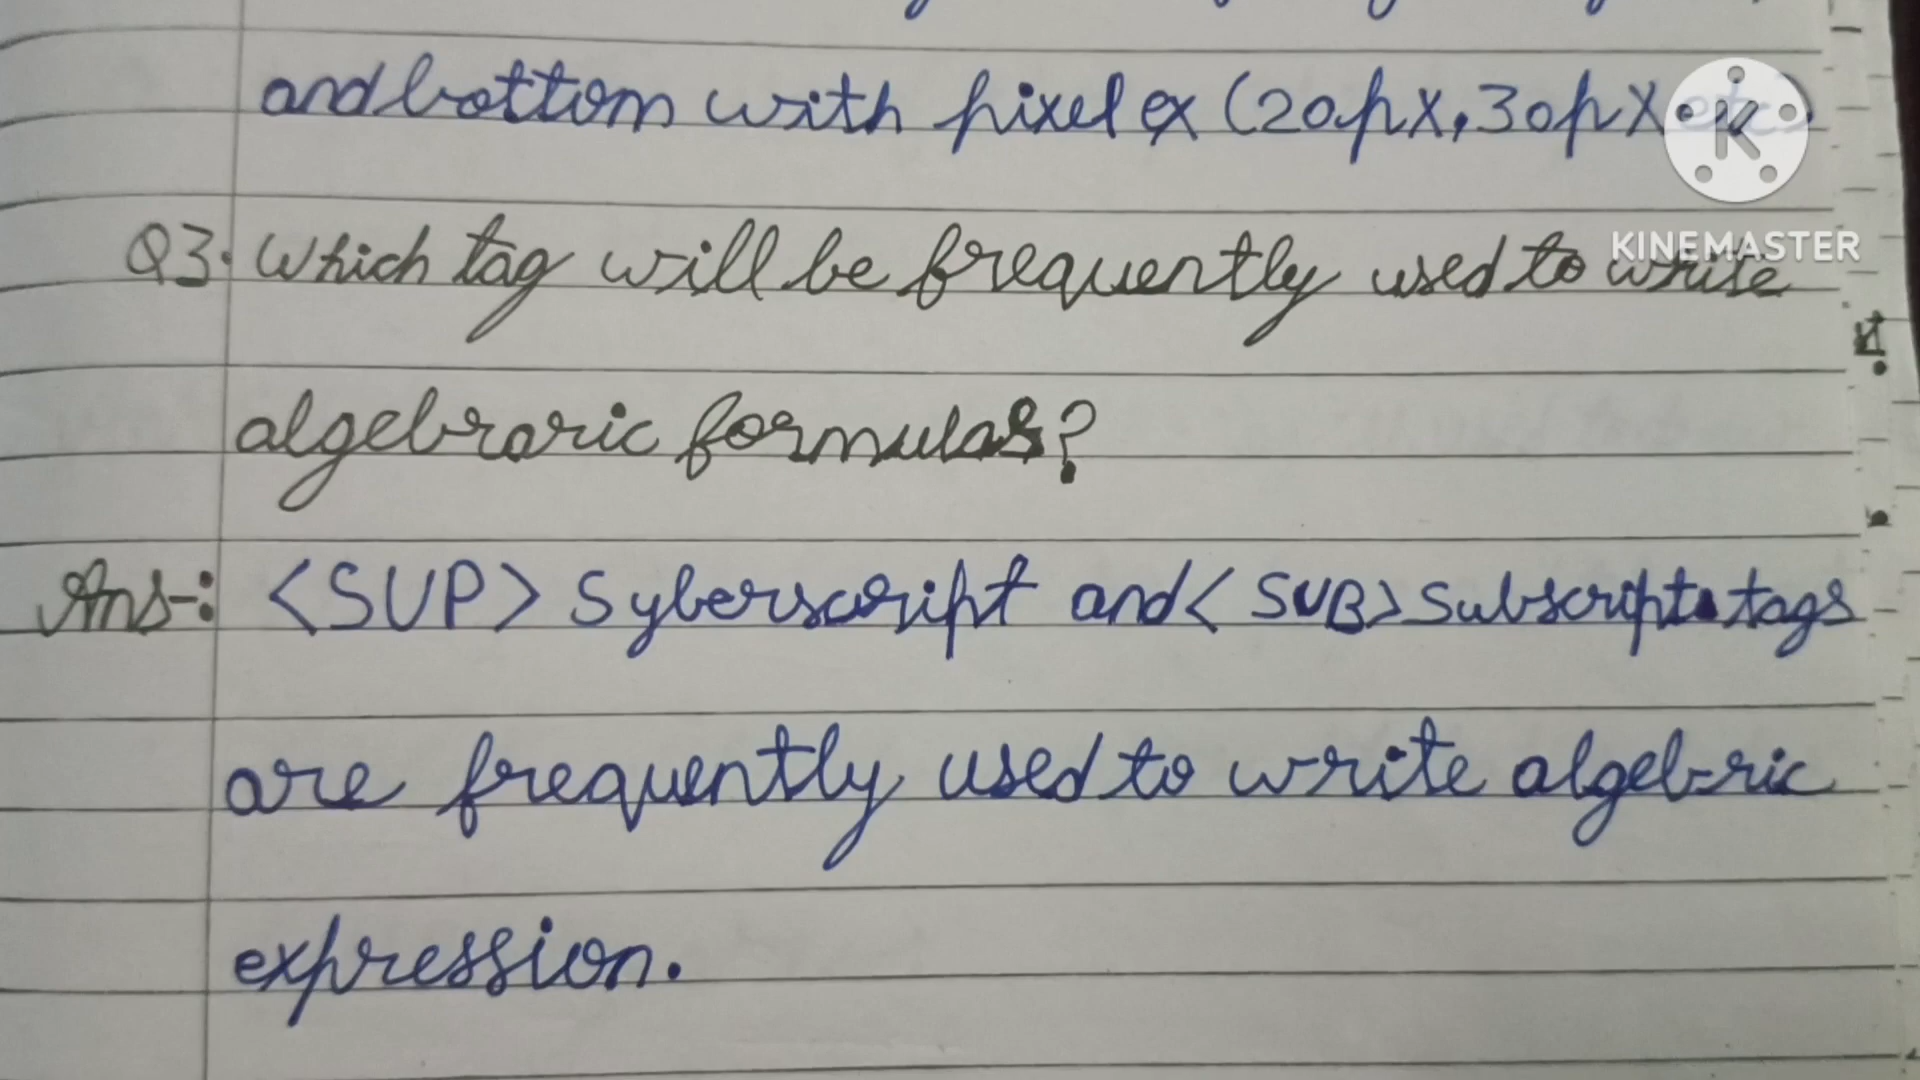 and bottom with pixel ex (20px, 30px etc)
KINEMASTER
Q3. Which tag will be frequently used to write
algebraric formulas?
Ans-: <SUP> Syberscript and <SUB> Subscript tags
are frequently used to write algebric
expression.